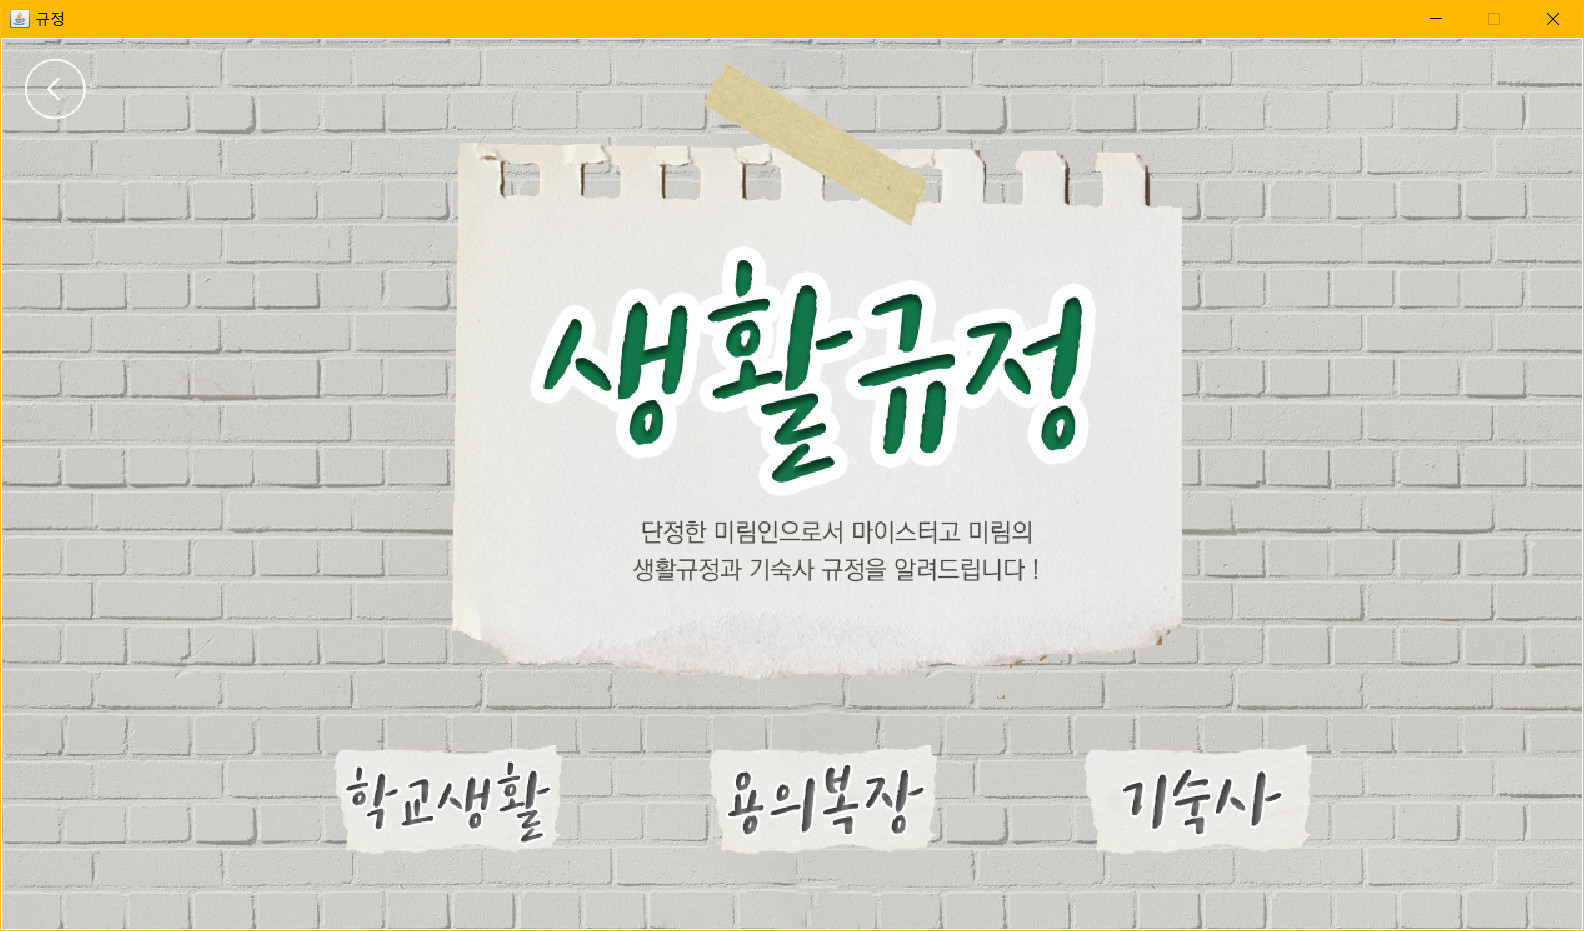 규정
생활규정
단정한 미림인으로서 마이스터고 미림의
생활규정과 기숙사 규정을 알려드립니다 !
학교생활
용의복장
기숙사